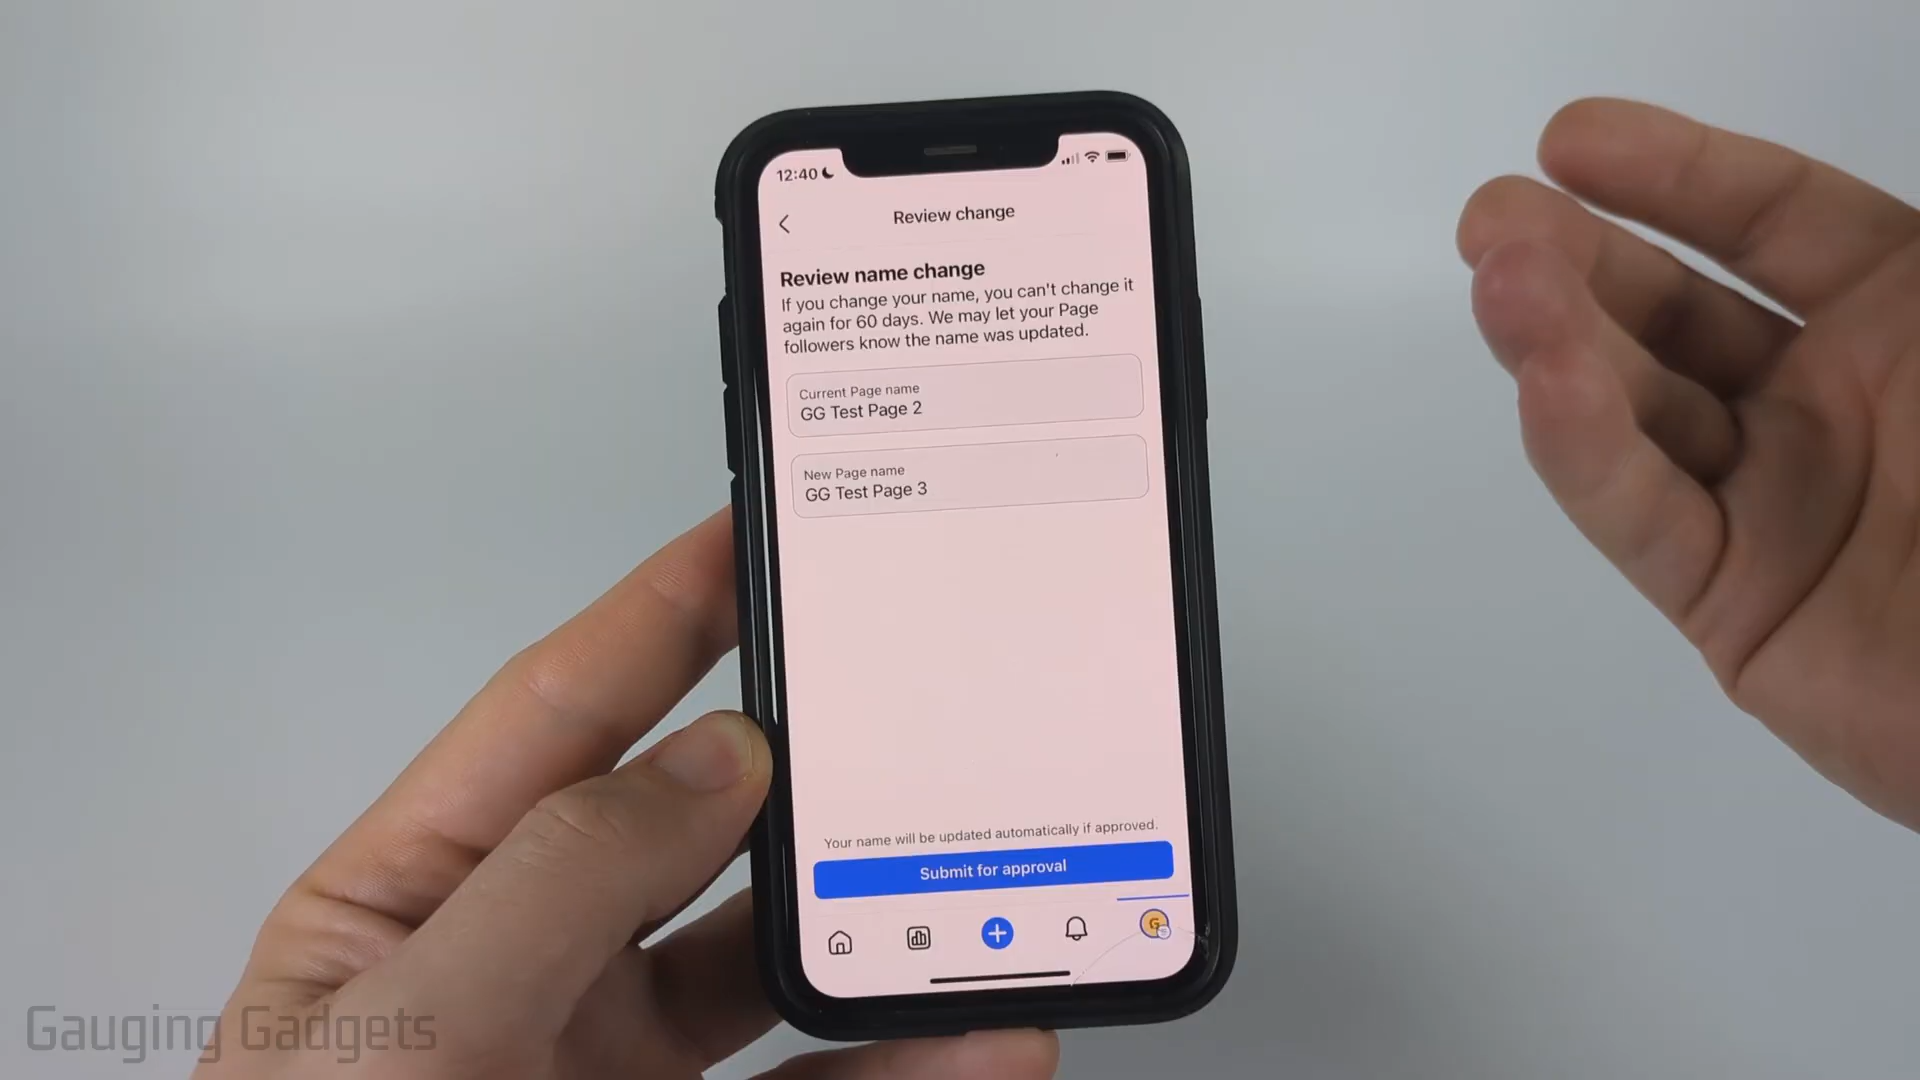 12:40
Review change
Review name change
If you change your name, you can't change it
again for 60 days. We may let your Page
followers know the name was updated.
Current Page name
GG Test Page 2
New Page name
GG Test Page 3
Your name will be updated automatically if approved.
Submit for approval
G
Gauging Gadgets